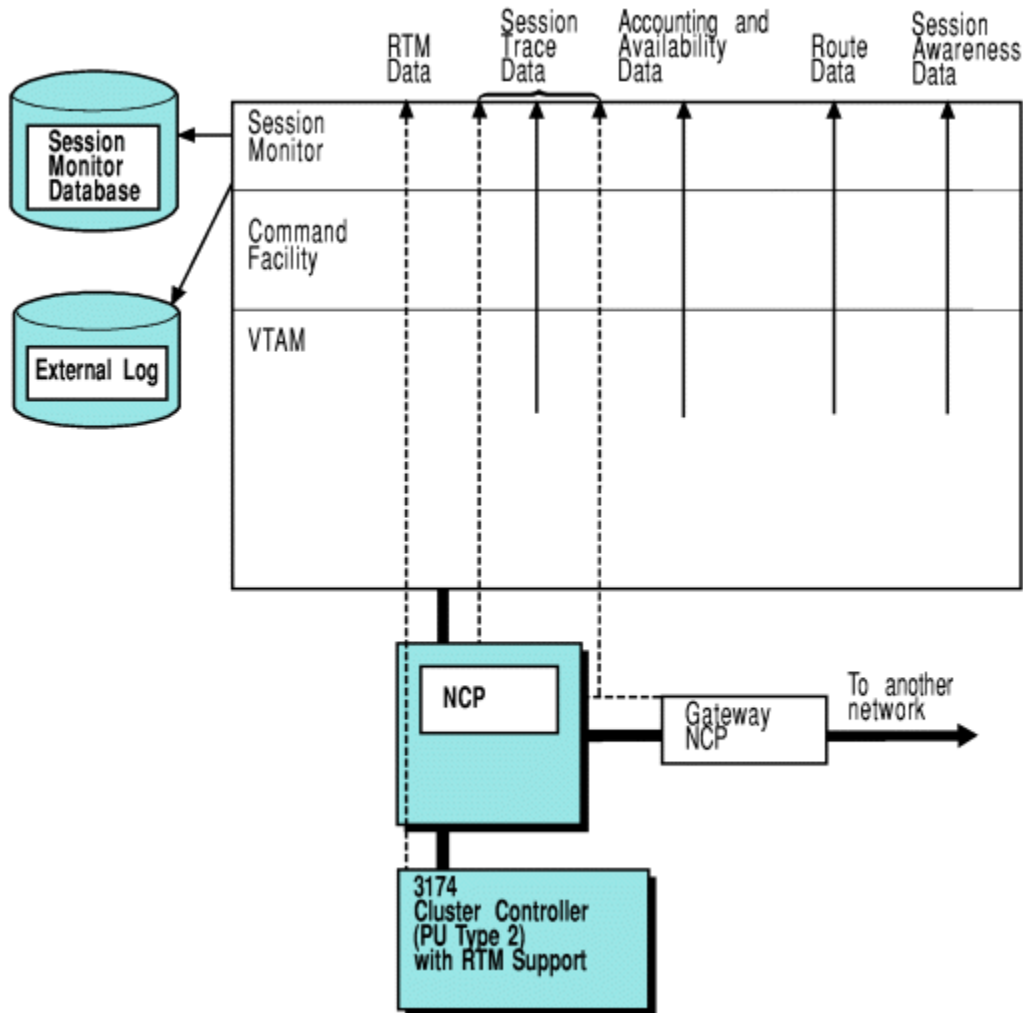 RTM
Data
Session
Trace
Data
Accounting and
Availability
Data
Route
Data
Session
Awareness
Data
Session
Monitor
Database
Session
Monitor
Command
Facility
External Log
VTAM
NCP
Gateway
NCP
To another
network
3174
Cluster Controller
(PU Type 2)
with RTM Support